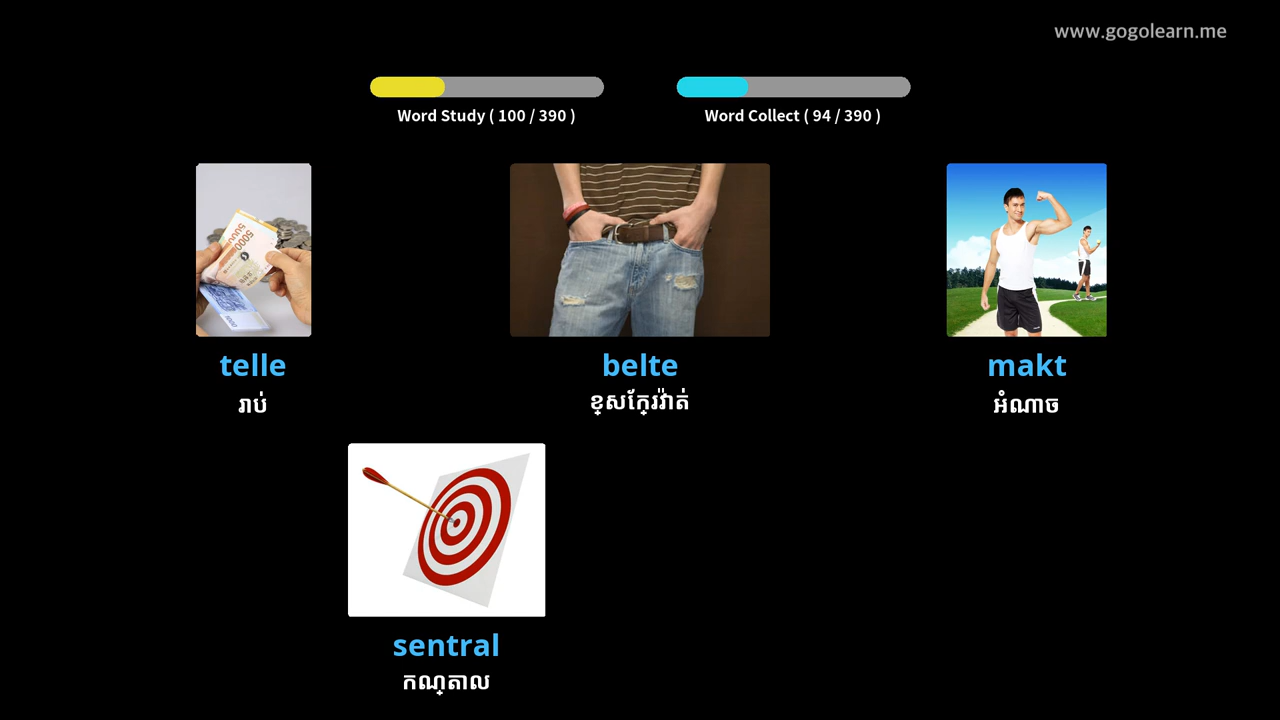 www.gogolearn.me
Word Study ( 100 / 390 )
Word Collect ( 94 / 390 )
telle
រាប់
belte
ខ្សក្រែវ៉ាត់
makt
អំណាច
sentral
កណ្តាល